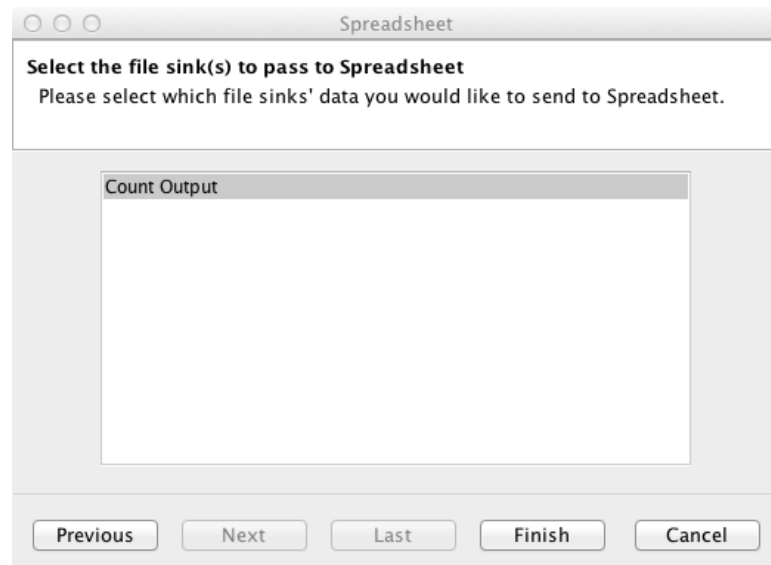 Spreadsheet
Select the file sink(s) to pass to Spreadsheet
Please select which file sinks' data you would like to send to Spreadsheet.
Count Output
Previous Next Last Finish Cancel